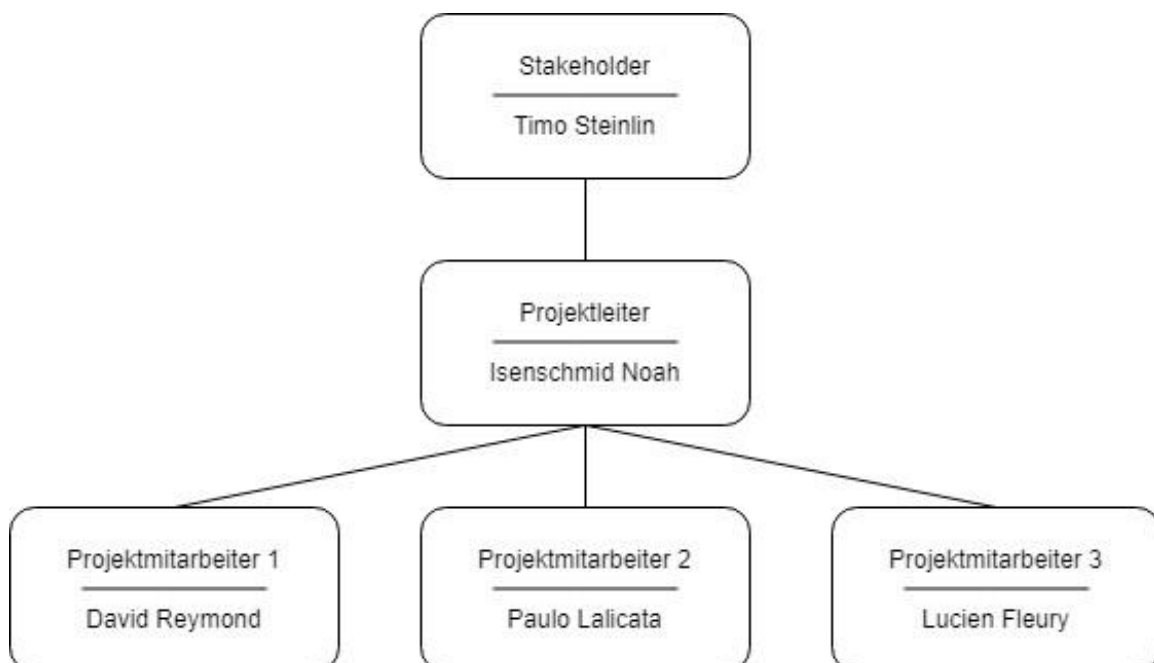 Stakeholder
Timo Steinlin
Projektleiter
Isenschmid Noah
Projektmitarbeiter 1
David Reymond
Projektmitarbeiter 2
Paulo Lalicata
Projektmitarbeiter 3
Lucien Fleury